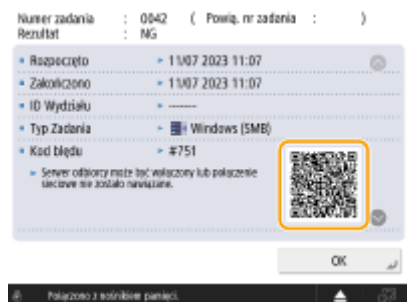 Numer zadania : 0042 ( Powią. nr zadania : )
Rezultat : NG
Rozpoczęto 11/07 2023 11:07
Zakończono 11/07 2023 11:07
ID Wydziału -------
Typ Zadania Windows (SMB)
Kod błędu #751
Serwer odbiorcy może być wyłączony lub połączenie
sieciowe nie zostało nawiązane.
OK
Połączono z nośnikiem pamięci.